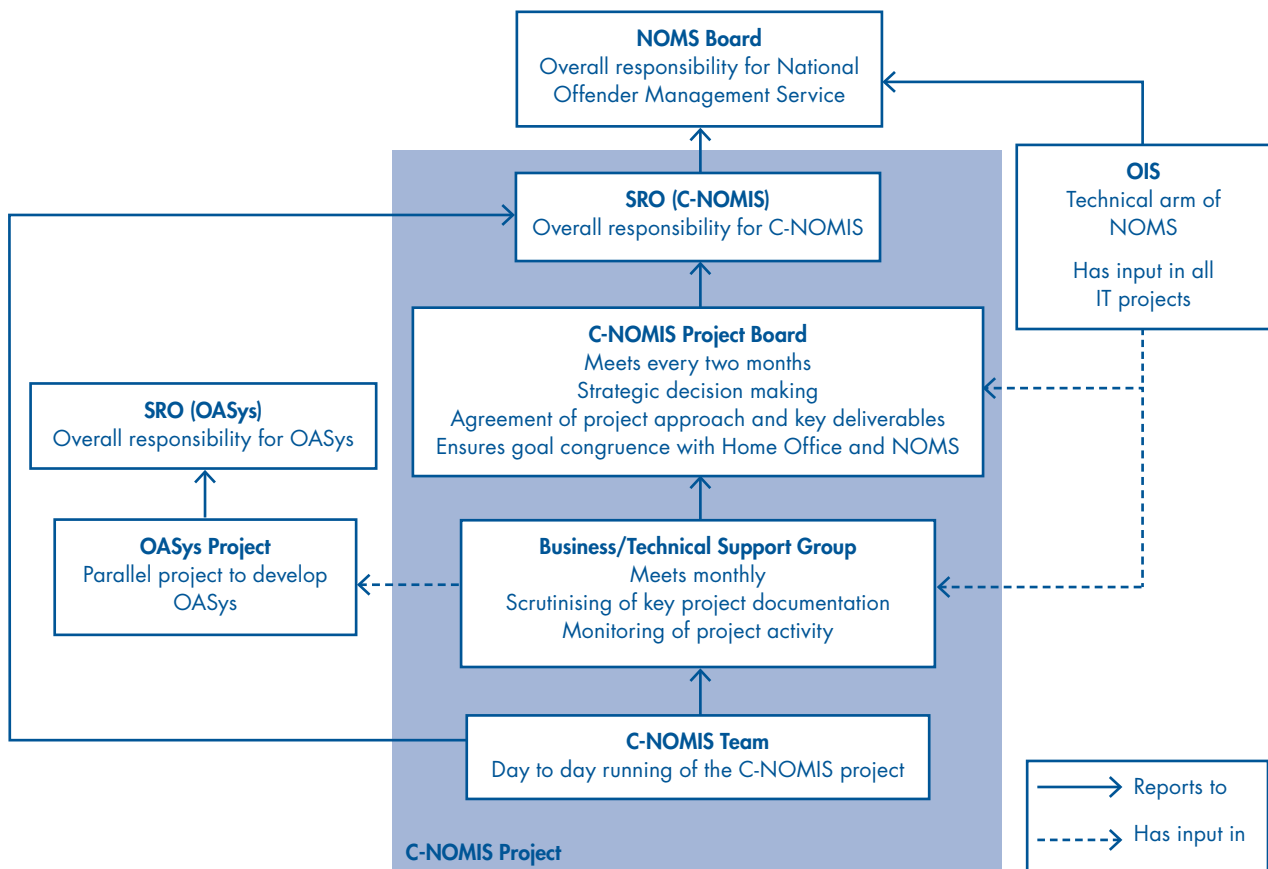 NOMS Board
Overall responsibility for National
Offender Management Service
OIS
Technical arm of
NOMS
Has input in all
IT projects
SRO (C-NOMIS)
Overall responsibility for C-NOMIS
C-NOMIS Project Board
Meets every two months
Strategic decision making
Agreement of project approach and key deliverables
Ensures goal congruence with Home Office and NOMS
SRO (OASys)
Overall responsibility for OASys
OASys Project
Parallel project to develop
OASys
Business/Technical Support Group
Meets monthly
Scrutinising of key project documentation
Monitoring of project activity
C-NOMIS Team
Day to day running of the C-NOMIS project
C-NOMIS Project
Reports to
Has input in